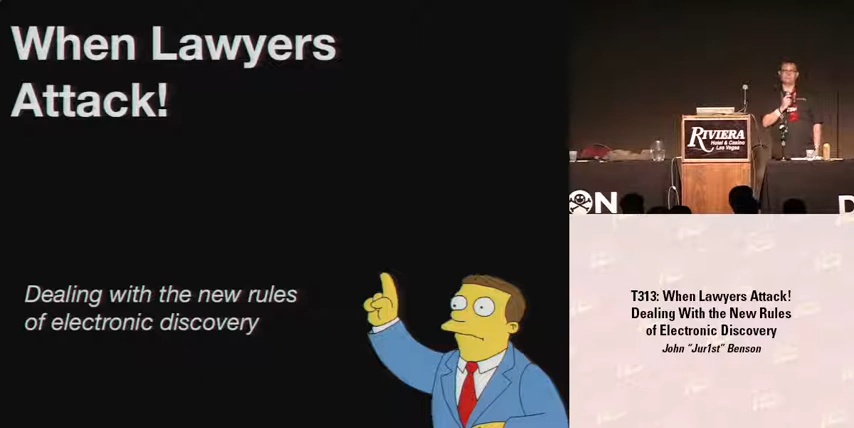 When Lawyers
Attack!
Dealing with the new rules
of electronic discovery
RIVIERA
Hotel & Casino
Las Vegas
ON
D
T313: When Lawyers Attack!
Dealing With the New Rules
of Electronic Discovery
John "Jur1st" Benson